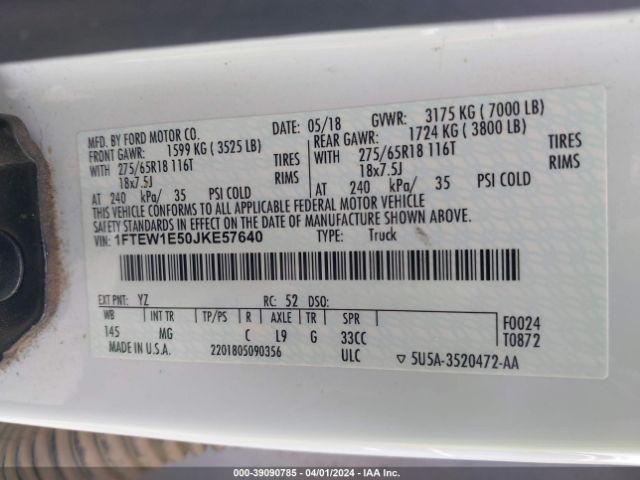 MFD. BY FORD MOTOR CO. DATE: 05/18 GVWR: 3175 KG ( 7000 LB)
FRONT GAWR: 1599 KG ( 3525 LB) REAR GAWR: 1724 KG ( 3800 LB)
WITH 275/65R18 116T TIRES WITH 275/65R18 116T TIRES
18x7.5J RIMS 18x7.5J RIMS
AT 240 kPa/ 35 PSI COLD AT 240 kPa/ 35 PSI COLD
THIS VEHICLE CONFORMS TO ALL APPLICABLE FEDERAL MOTOR VEHICLE
SAFETY STANDARDS IN EFFECT ON THE DATE OF MANUFACTURE SHOWN ABOVE.
VIN: 1FTEW1E50JKE57640 TYPE: Truck
EXT PNT: YZ RC: 52 DSO:
WB INT TR TP/PS R AXLE TR SPR F0024
145 MG C L9 G 33CC T0872
MADE IN U.S.A. 2201805090356 ULC 5U5A-3520472-AA
000-39090785 - 04/01/2024 - IAA Inc.